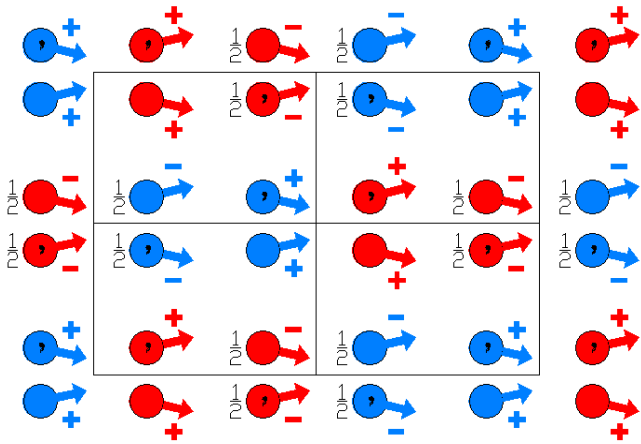 , + , + 1/2 − 1/2 − , + , +
+ + 1/2 , − 1/2 , − + +
1/2 − 1/2 − , + , + 1/2 − 1/2 −
1/2 , − 1/2 , − + + 1/2 , − 1/2 , −
, + , + 1/2 − 1/2 − , + , +
+ + 1/2 , − 1/2 , − + +